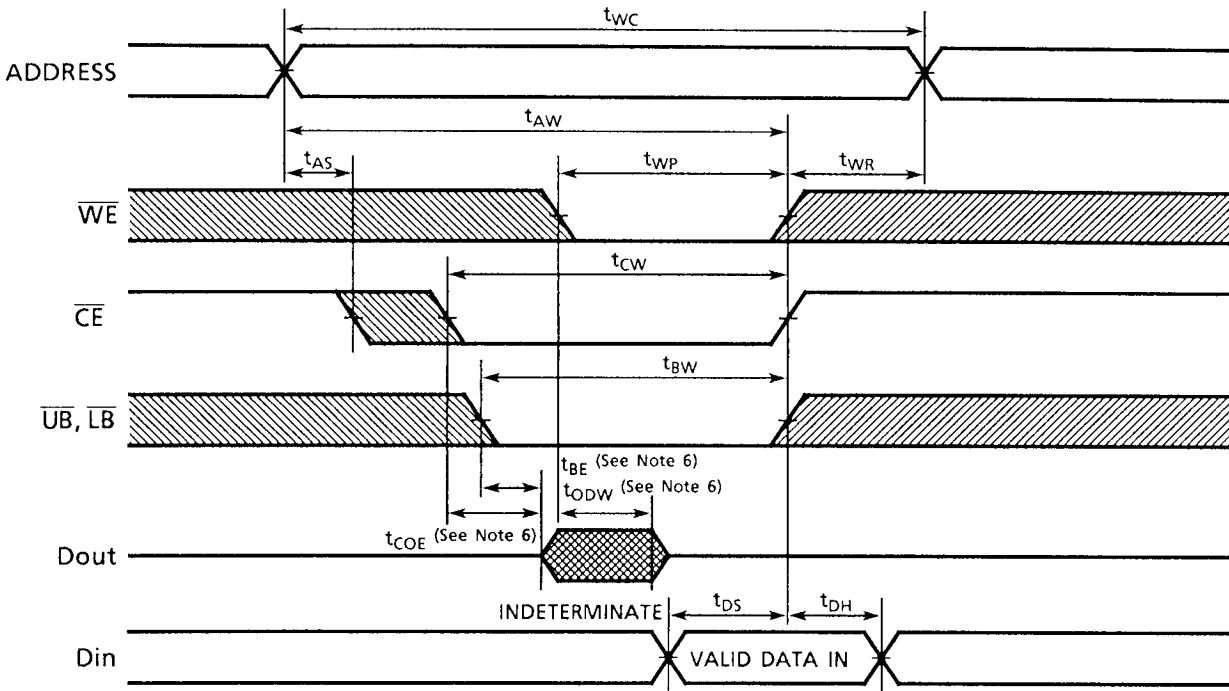 tWC
ADDRESS
tAW
tAS
tWP
tWR
WE
tCW
CE
tBW
UB, LB
tBE (See Note 6)
tODW (See Note 6)
tCOE (See Note 6)
Dout
INDETERMINATE
tDS
tDH
Din
VALID DATA IN